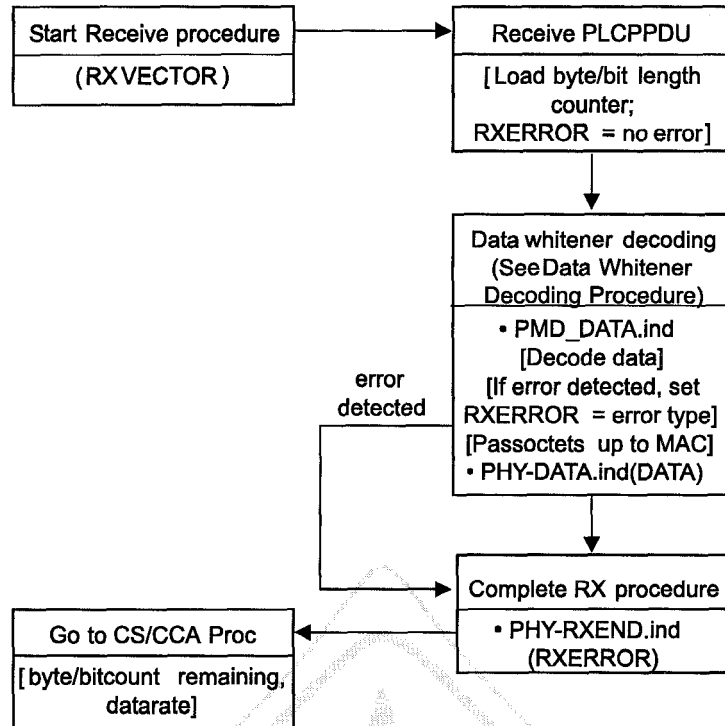 Start Receive procedure
(RXVECTOR)
Receive PLCPPDU
[Load byte/bit length
counter;
RXERROR = no error]
Data whitener decoding
(SeeData Whitener
Decoding Procedure)
• PMD_DATA.ind
[Decode data]
[If error detected, set
RXERROR = error type]
[Passoctets up to MAC]
• PHY-DATA.ind(DATA)
error
detected
Complete RX procedure
• PHY-RXEND.ind
(RXERROR)
Go to CS/CCA Proc
[byte/bitcount remaining,
datarate]